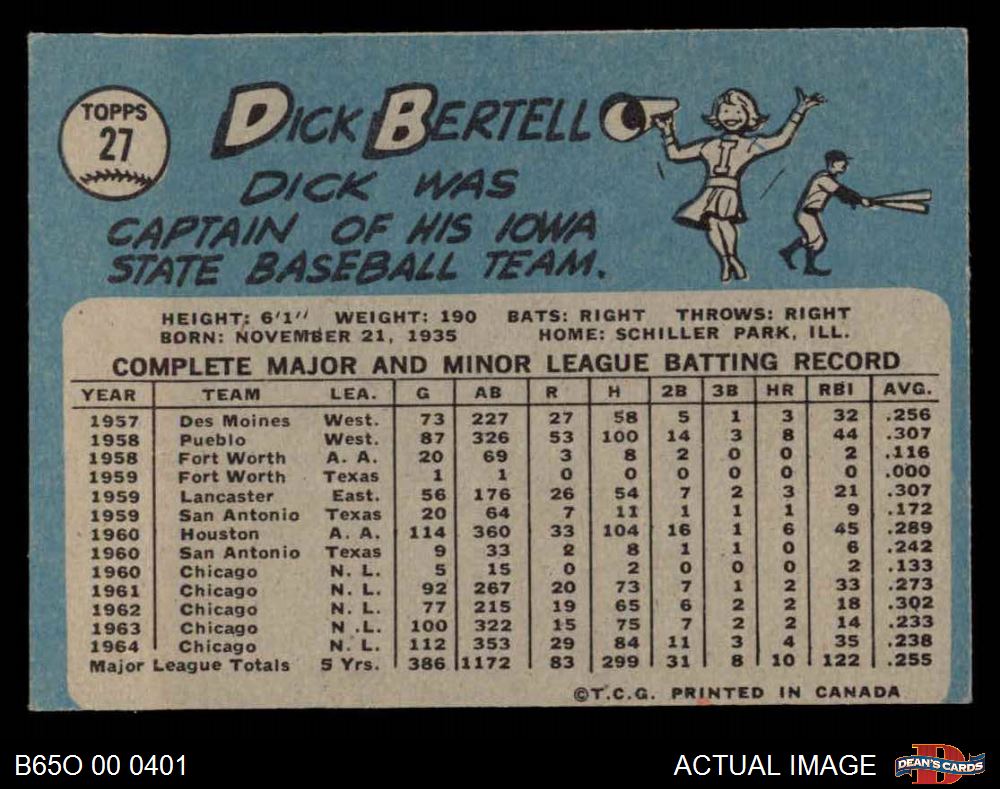 TOPPS
27
DICK BERTELL
DICK WAS
CAPTAIN OF HIS IOWA
STATE BASEBALL TEAM.
I
HEIGHT: 6'1" WEIGHT: 190 BATS: RIGHT THROWS: RIGHT
BORN: NOVEMBER 21, 1935 HOME: SCHILLER PARK, ILL.
COMPLETE MAJOR AND MINOR LEAGUE BATTING RECORD
YEAR TEAM LEA. G AB R H 2B 3B HR RBI AVG.
1957 Des Moines West. 73 227 27 58 5 1 3 32 .256
1958 Pueblo West. 87 326 53 100 14 3 8 44 .307
1958 Fort Worth A. A. 20 69 3 8 2 0 0 2 .116
1959 Fort Worth Texas 1 1 0 0 0 0 0 0 .000
1959 Lancaster East. 56 176 26 54 7 2 3 21 .307
1959 San Antonio Texas 20 64 7 11 1 1 1 9 .172
1960 Houston A. A. 114 360 33 104 16 1 6 45 .289
1960 San Antonio Texas 9 33 2 8 1 1 0 6 .242
1960 Chicago N. L. 5 15 0 2 0 0 0 2 .133
1961 Chicago N. L. 92 267 20 73 7 1 2 33 .273
1962 Chicago N. L. 77 215 19 65 6 2 2 18 .302
1963 Chicago N .L. 100 322 15 75 7 2 2 14 .233
1964 Chicago N. L. 112 353 29 84 11 3 4 35 .238
Major League Totals 5 Yrs. 386 1172 83 299 31 8 10 122 .255
©T.C.G. PRINTED IN CANADA
B65O 00 0401
ACTUAL IMAGE
DEAN'S CARDS